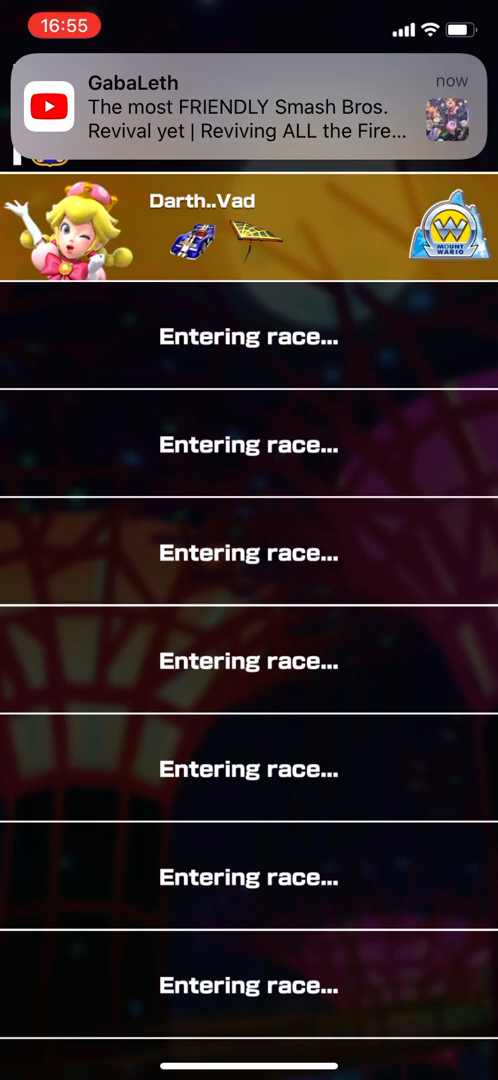 16:55
GabaLeth
now
The most FRIENDLY Smash Bros.
Revival yet | Reviving ALL the Fire...
Darth..Vad
W
MOUNT
WARIO
Entering race...
Entering race...
Entering race...
Entering race...
Entering race...
Entering race...
Entering race...